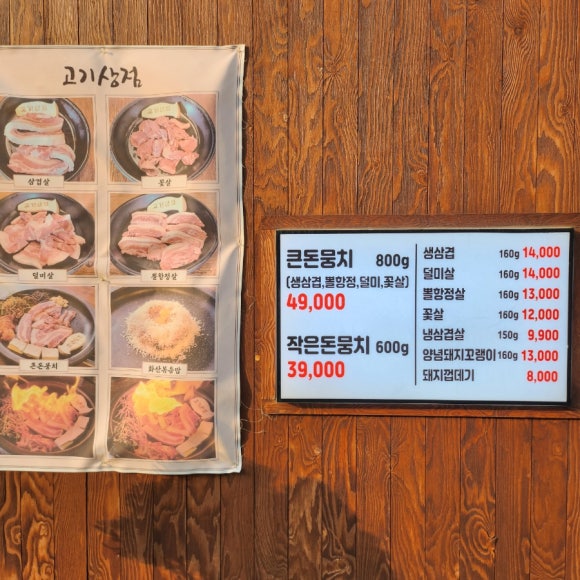 고기상점
삼겹살
꽃살
덜미살
뽈항정살
큰돈뭉치
화산볶음밥
큰돈뭉치 800g
(생삼겹,뽈항정,덜미,꽃살)
49,000
작은돈뭉치 600g
39,000
생삼겹 160g 14,000
덜미살 160g 14,000
뽈항정살 160g 13,000
꽃살 160g 12,000
냉삼겹살 150g 9,900
양념돼지꼬랭이 160g 13,000
돼지껍데기 8,000